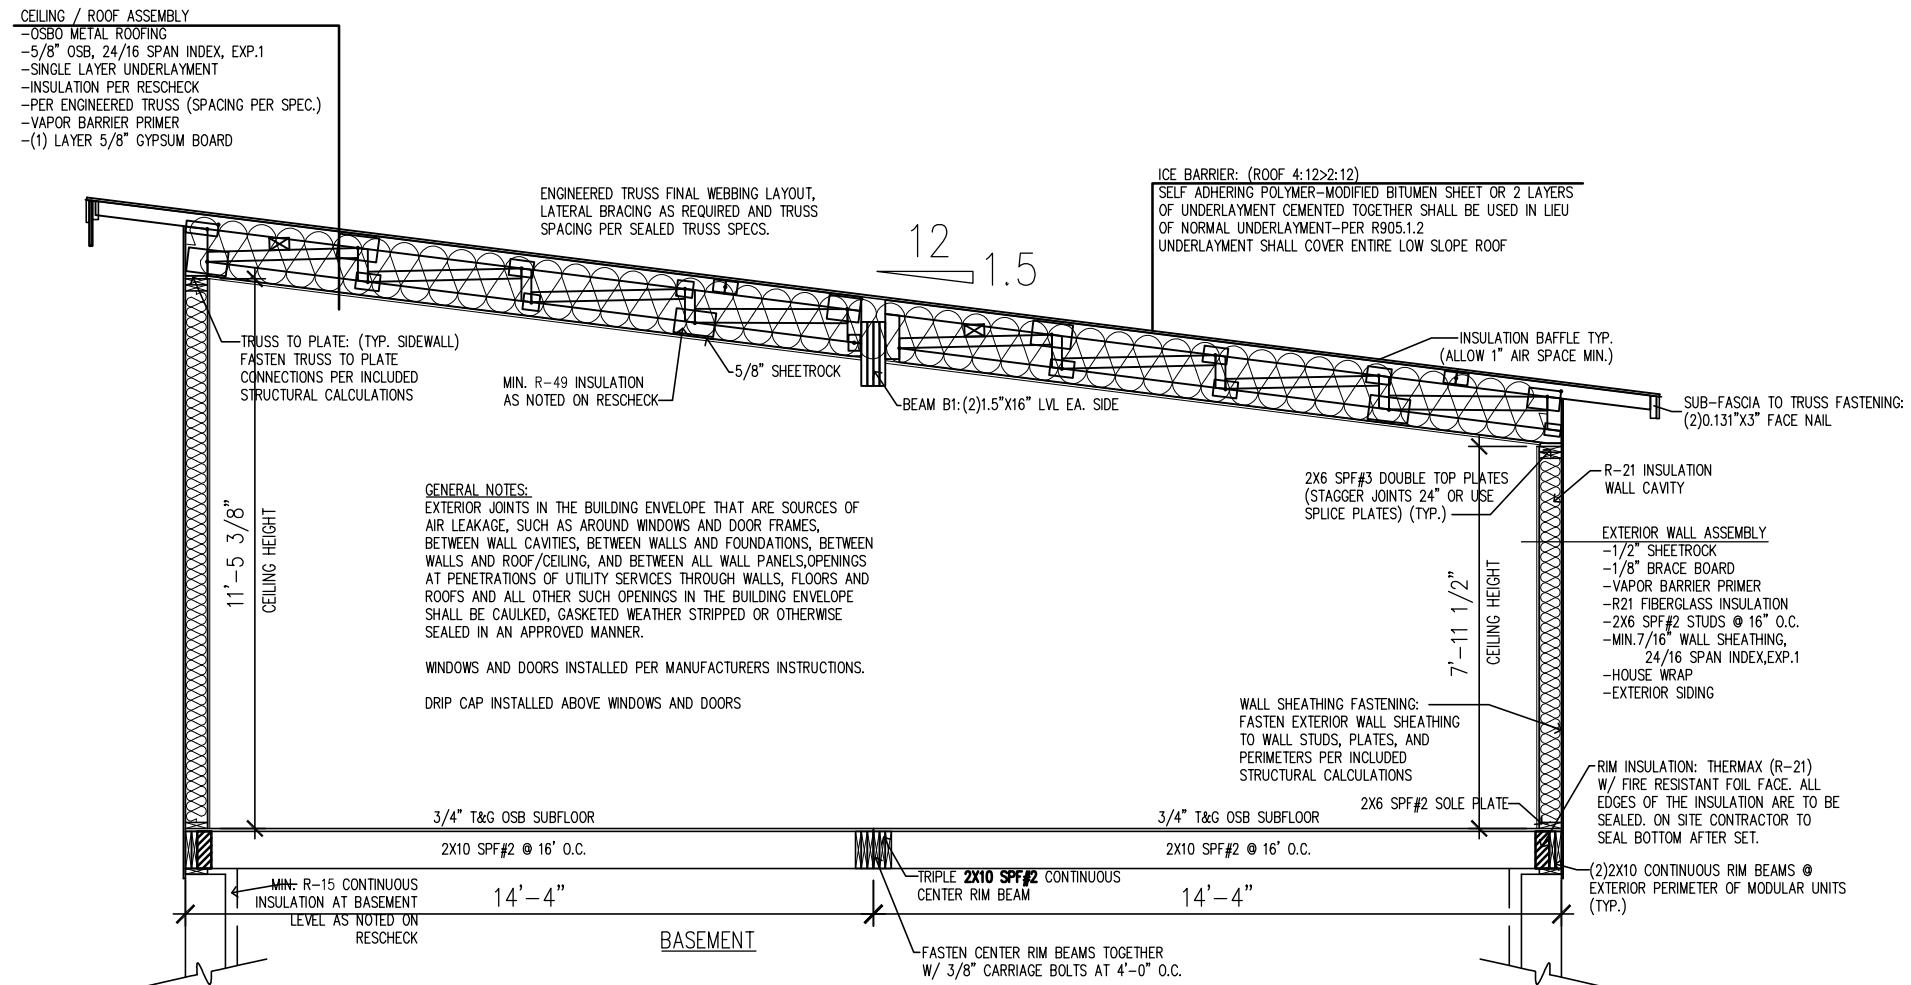 CEILING / ROOF ASSEMBLY
-OSBO METAL ROOFING
-5/8" OSB, 24/16 SPAN INDEX, EXP.1
-SINGLE LAYER UNDERLAYMENT
-INSULATION PER RESCHECK
-PER ENGINEERED TRUSS (SPACING PER SPEC.)
-VAPOR BARRIER PRIMER
-(1) LAYER 5/8" GYPSUM BOARD
ENGINEERED TRUSS FINAL WEBBING LAYOUT,
LATERAL BRACING AS REQUIRED AND TRUSS
SPACING PER SEALED TRUSS SPECS.
ICE BARRIER: (ROOF 4:12>2:12)
SELF ADHERING POLYMER-MODIFIED BITUMEN SHEET OR 2 LAYERS
OF UNDERLAYMENT CEMENTED TOGETHER SHALL BE USED IN LIEU
OF NORMAL UNDERLAYMENT-PER R905.1.2
UNDERLAYMENT SHALL COVER ENTIRE LOW SLOPE ROOF
12
1.5
TRUSS TO PLATE: (TYP. SIDEWALL)
FASTEN TRUSS TO PLATE
CONNECTIONS PER INCLUDED
STRUCTURAL CALCULATIONS
MIN. R-49 INSULATION
AS NOTED ON RESCHECK
5/8" SHEETROCK
BEAM B1:(2)1.5"X16" LVL EA. SIDE
INSULATION BAFFLE TYP.
(ALLOW 1" AIR SPACE MIN.)
SUB-FASCIA TO TRUSS FASTENING:
(2)0.131"X3" FACE NAIL
2X6 SPF#3 DOUBLE TOP PLATES
(STAGGER JOINTS 24" OR USE
SPLICE PLATES) (TYP.)
R-21 INSULATION
WALL CAVITY
GENERAL NOTES:
EXTERIOR JOINTS IN THE BUILDING ENVELOPE THAT ARE SOURCES OF
AIR LEAKAGE, SUCH AS AROUND WINDOWS AND DOOR FRAMES,
BETWEEN WALL CAVITIES, BETWEEN WALLS AND FOUNDATIONS, BETWEEN
WALLS AND ROOF/CEILING, AND BETWEEN ALL WALL PANELS,OPENINGS
AT PENETRATIONS OF UTILITY SERVICES THROUGH WALLS, FLOORS AND
ROOFS AND ALL OTHER SUCH OPENINGS IN THE BUILDING ENVELOPE
SHALL BE CAULKED, GASKETED WEATHER STRIPPED OR OTHERWISE
SEALED IN AN APPROVED MANNER.
WINDOWS AND DOORS INSTALLED PER MANUFACTURERS INSTRUCTIONS.
DRIP CAP INSTALLED ABOVE WINDOWS AND DOORS
11'-5 3/8"
CEILING HEIGHT
7'-11 1/2"
CEILING HEIGHT
EXTERIOR WALL ASSEMBLY
-1/2" SHEETROCK
-1/8" BRACE BOARD
-VAPOR BARRIER PRIMER
-R21 FIBERGLASS INSULATION
-2X6 SPF#2 STUDS @ 16" O.C.
-MIN.7/16" WALL SHEATHING,
24/16 SPAN INDEX,EXP.1
-HOUSE WRAP
-EXTERIOR SIDING
WALL SHEATHING FASTENING:
FASTEN EXTERIOR WALL SHEATHING
TO WALL STUDS, PLATES, AND
PERIMETERS PER INCLUDED
STRUCTURAL CALCULATIONS
2X6 SPF#2 SOLE PLATE
RIM INSULATION: THERMAX (R-21)
W/ FIRE RESISTANT FOIL FACE. ALL
EDGES OF THE INSULATION ARE TO BE
SEALED. ON SITE CONTRACTOR TO
SEAL BOTTOM AFTER SET.
3/4" T&G OSB SUBFLOOR
3/4" T&G OSB SUBFLOOR
2X10 SPF#2 @ 16' O.C.
2X10 SPF#2 @ 16' O.C.
(2)2X10 CONTINUOUS RIM BEAMS @
EXTERIOR PERIMETER OF MODULAR UNITS
(TYP.)
MIN. R-15 CONTINUOUS
INSULATION AT BASEMENT
LEVEL AS NOTED ON
RESCHECK
14'-4"
TRIPLE 2X10 SPF#2 CONTINUOUS
CENTER RIM BEAM
14'-4"
BASEMENT
FASTEN CENTER RIM BEAMS TOGETHER
W/ 3/8" CARRIAGE BOLTS AT 4'-0" O.C.